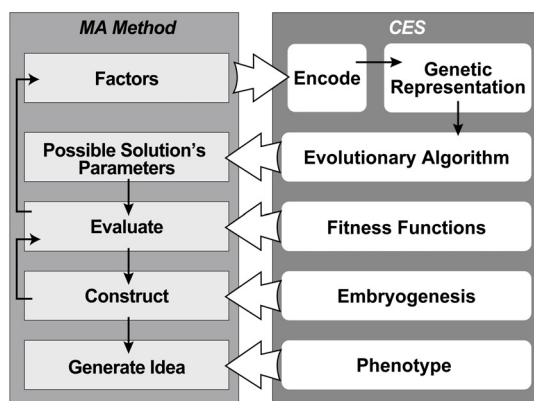 MA Method
Factors
Possible Solution's
Parameters
Evaluate
Construct
Generate Idea
CES
Encode
Genetic
Representation
Evolutionary Algorithm
Fitness Functions
Embryogenesis
Phenotype